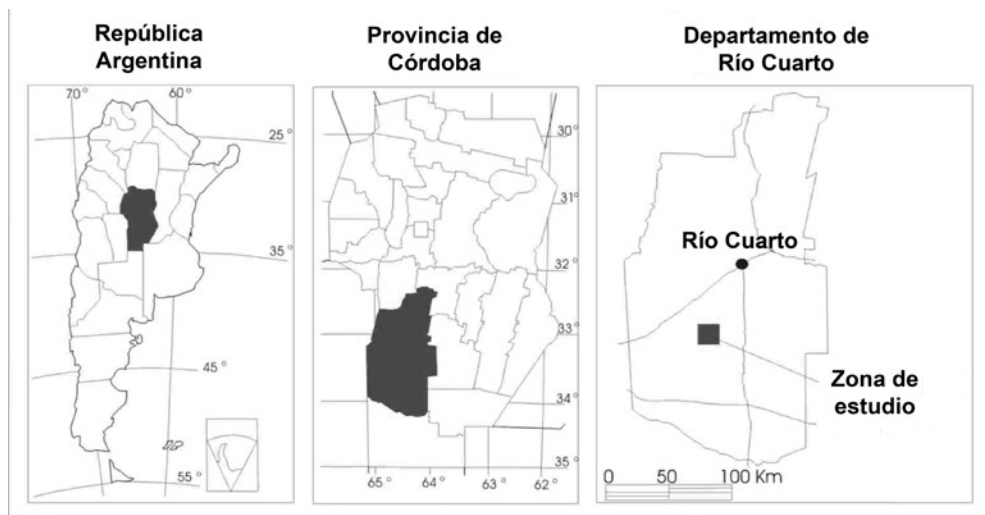 República
Argentina
Provincia de
Córdoba
Departamento de
Río Cuarto
70°
60°
25°
35°
45°
55°
30°
31°
32°
33°
34°
35°
65°
64°
63°
62°
Río Cuarto
Zona de
estudio
0 50 100 Km